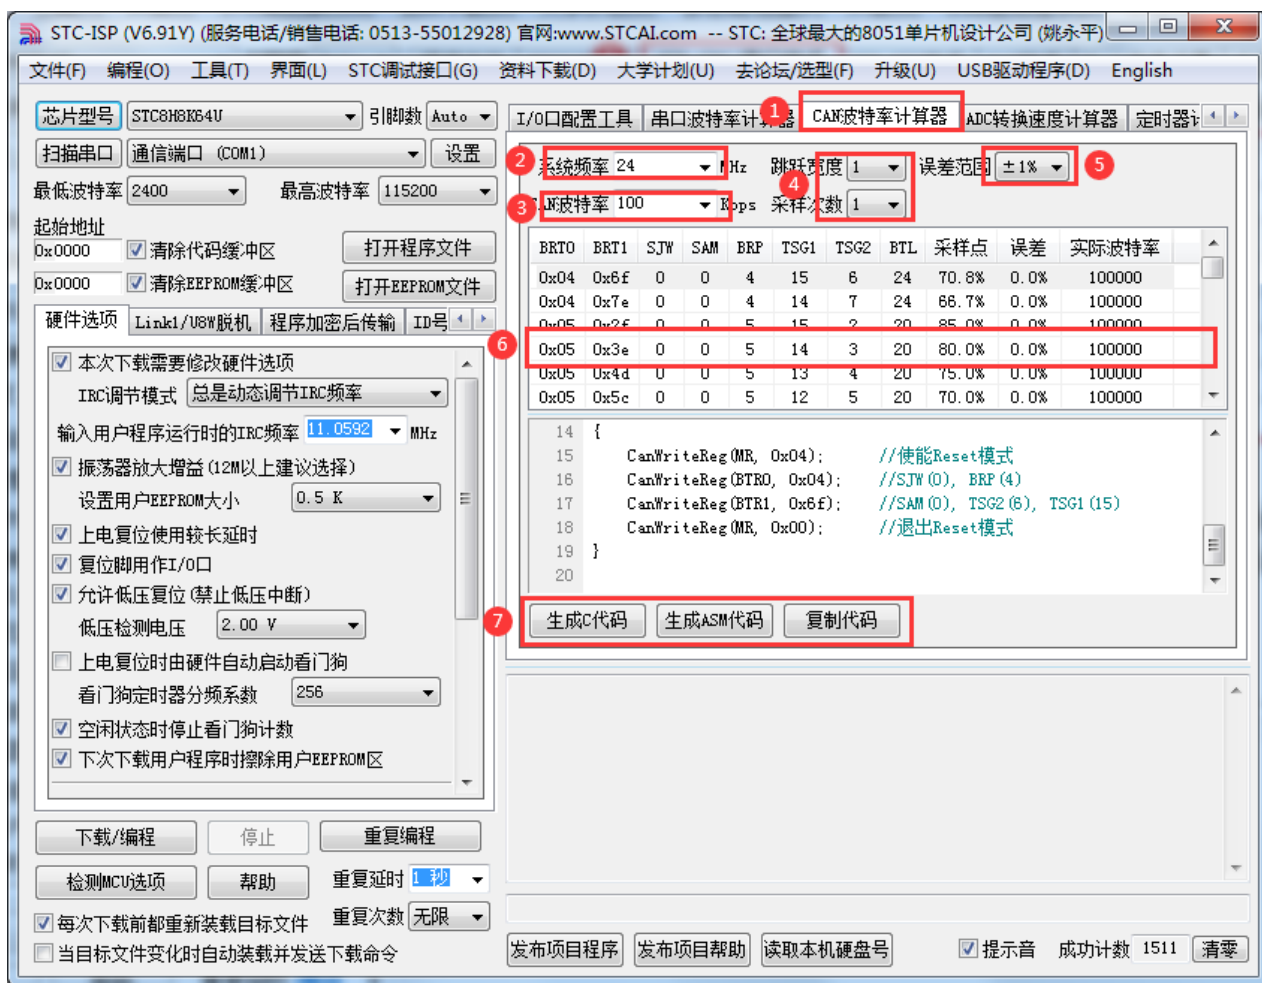 STC-ISP (V6.91Y) (服务电话/销售电话: 0513-55012928) 官网:www.STCAI.com -- STC: 全球最大的8051单片机设计公司 (姚永平)
文件(F) 编程(O) 工具(T) 界面(L) STC调试接口(G) 资料下载(D) 大学计划(U) 去论坛/选型(F) 升级(U) USB驱动程序(D) English
芯片型号 STC8H8K64U 引脚数 Auto
扫描串口 通信端口 (COM1) 设置
最低波特率 2400 最高波特率 115200
起始地址
0x0000 清除代码缓冲区 打开程序文件
0x0000 清除EEPROM缓冲区 打开EEPROM文件
硬件选项 Link1/U8W脱机 程序加密后传输 ID号
本次下载需要修改硬件选项
IRC调节模式 总是动态调节IRC频率
输入用户程序运行时的IRC频率 11.0592 MHz
振荡器放大增益(12M以上建议选择)
设置用户EEPROM大小 0.5 K
上电复位使用较长延时
复位脚用作I/O口
允许低压复位(禁止低压中断)
低压检测电压 2.00 V
上电复位时由硬件自动启动看门狗
看门狗定时器分频系数 256
空闲状态时停止看门狗计数
下次下载用户程序时擦除用户EEPROM区
下载/编程 停止 重复编程
检测MCU选项 帮助 重复延时 1 秒
每次下载前都重新装载目标文件 重复次数 无限
当目标文件变化时自动装载并发送下载命令
I/O口配置工具 串口波特率计算器 1 CAN波特率计算器 ADC转换速度计算器 定时器计
2 系统频率 24 MHz 跳跃宽度 1 误差范围 ±1% 5
3 CAN波特率 100 Kbps 4 采样次数 1
BRT0 BRT1 SJW SAM BRP TSG1 TSG2 BTL 采样点 误差 实际波特率
0x04 0x6f 0 0 4 15 6 24 70.8% 0.0% 100000
0x04 0x7e 0 0 4 14 7 24 66.7% 0.0% 100000
0x05 0x2f 0 0 5 15 2 20 85.0% 0.0% 100000
6 0x05 0x3e 0 0 5 14 3 20 80.0% 0.0% 100000
0x05 0x4d 0 0 5 13 4 20 75.0% 0.0% 100000
0x05 0x5c 0 0 5 12 5 20 70.0% 0.0% 100000
14 {
15 CanWriteReg(MR, 0x04); //使能Reset模式
16 CanWriteReg(BTR0, 0x04); //SJW(0), BRP(4)
17 CanWriteReg(BTR1, 0x6f); //SAM(0), TSG2(6), TSG1(15)
18 CanWriteReg(MR, 0x00); //退出Reset模式
19 }
20
7 生成C代码 生成ASM代码 复制代码
发布项目程序 发布项目帮助 读取本机硬盘号 提示音 成功计数 1511 清零